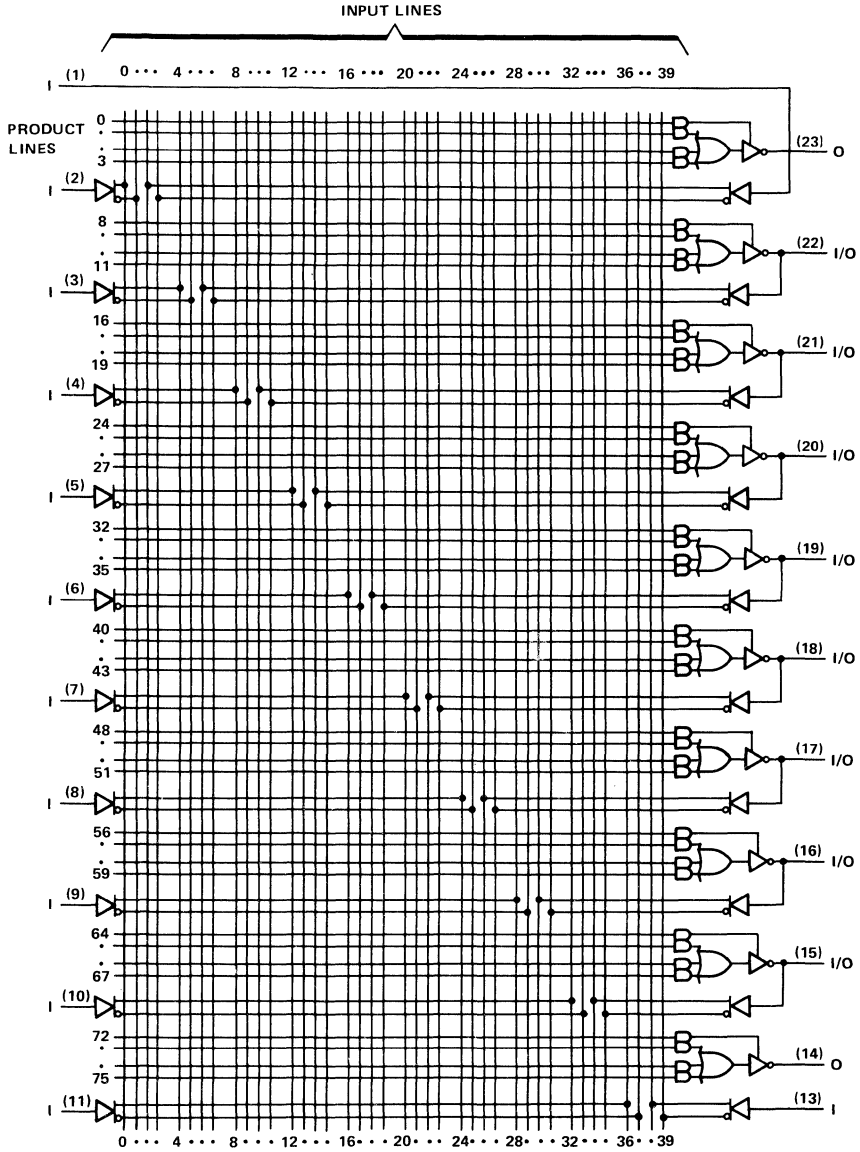 INPUT LINES
0 ••• 4 ••• 8 ••• 12 ••• 16 ••• 20 ••• 24 ••• 28 ••• 32 ••• 36 •• 39
I (1)
PRODUCT LINES
0
•
•
3
(23) O
I (2)
8
•
•
11
(22) I/O
I (3)
16
•
•
19
(21) I/O
I (4)
24
•
•
27
(20) I/O
I (5)
32
•
•
35
(19) I/O
I (6)
40
•
•
43
(18) I/O
I (7)
48
•
•
51
(17) I/O
I (8)
56
•
•
59
(16) I/O
I (9)
64
•
•
67
(15) I/O
I (10)
72
•
•
75
(14) O
I (11)
(13) I
0 ••• 4 ••• 8 ••• 12 ••• 16 ••• 20 ••• 24 ••• 28 ••• 32 ••• 36 •• 39